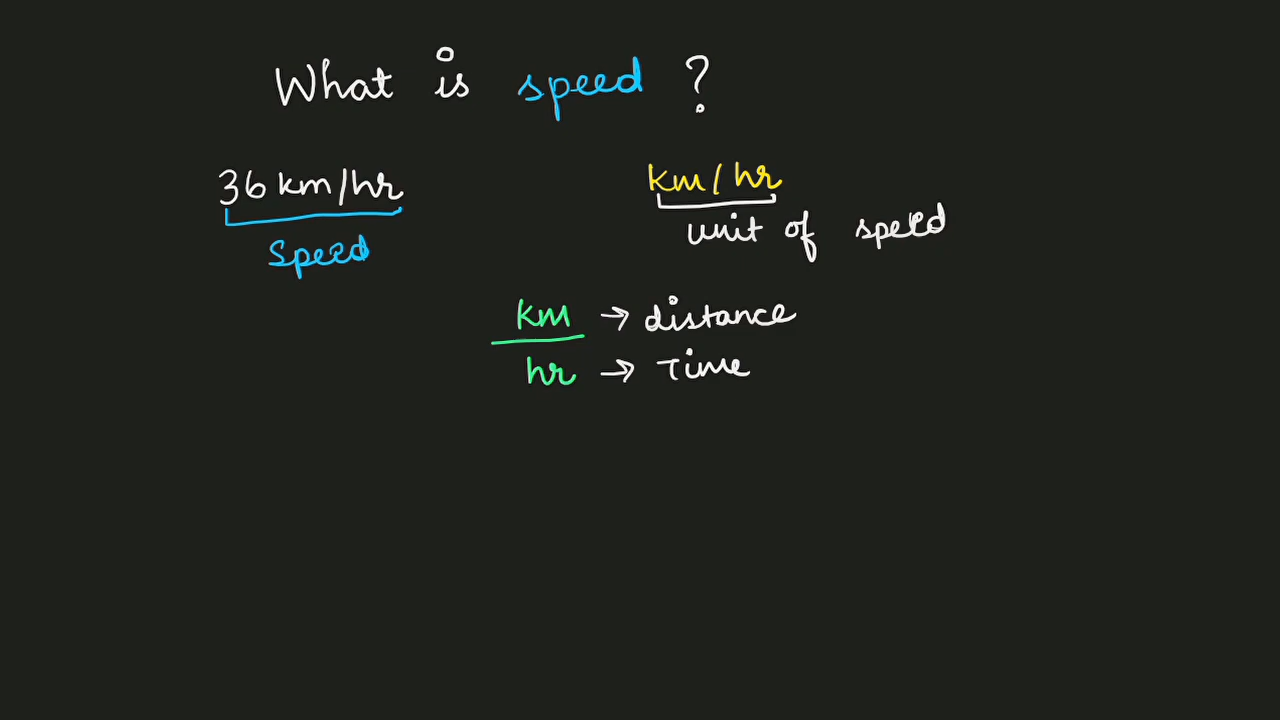 What is speed ?
36 km/hr
km/hr
Speed
unit of speed
km → distance
hr → Time